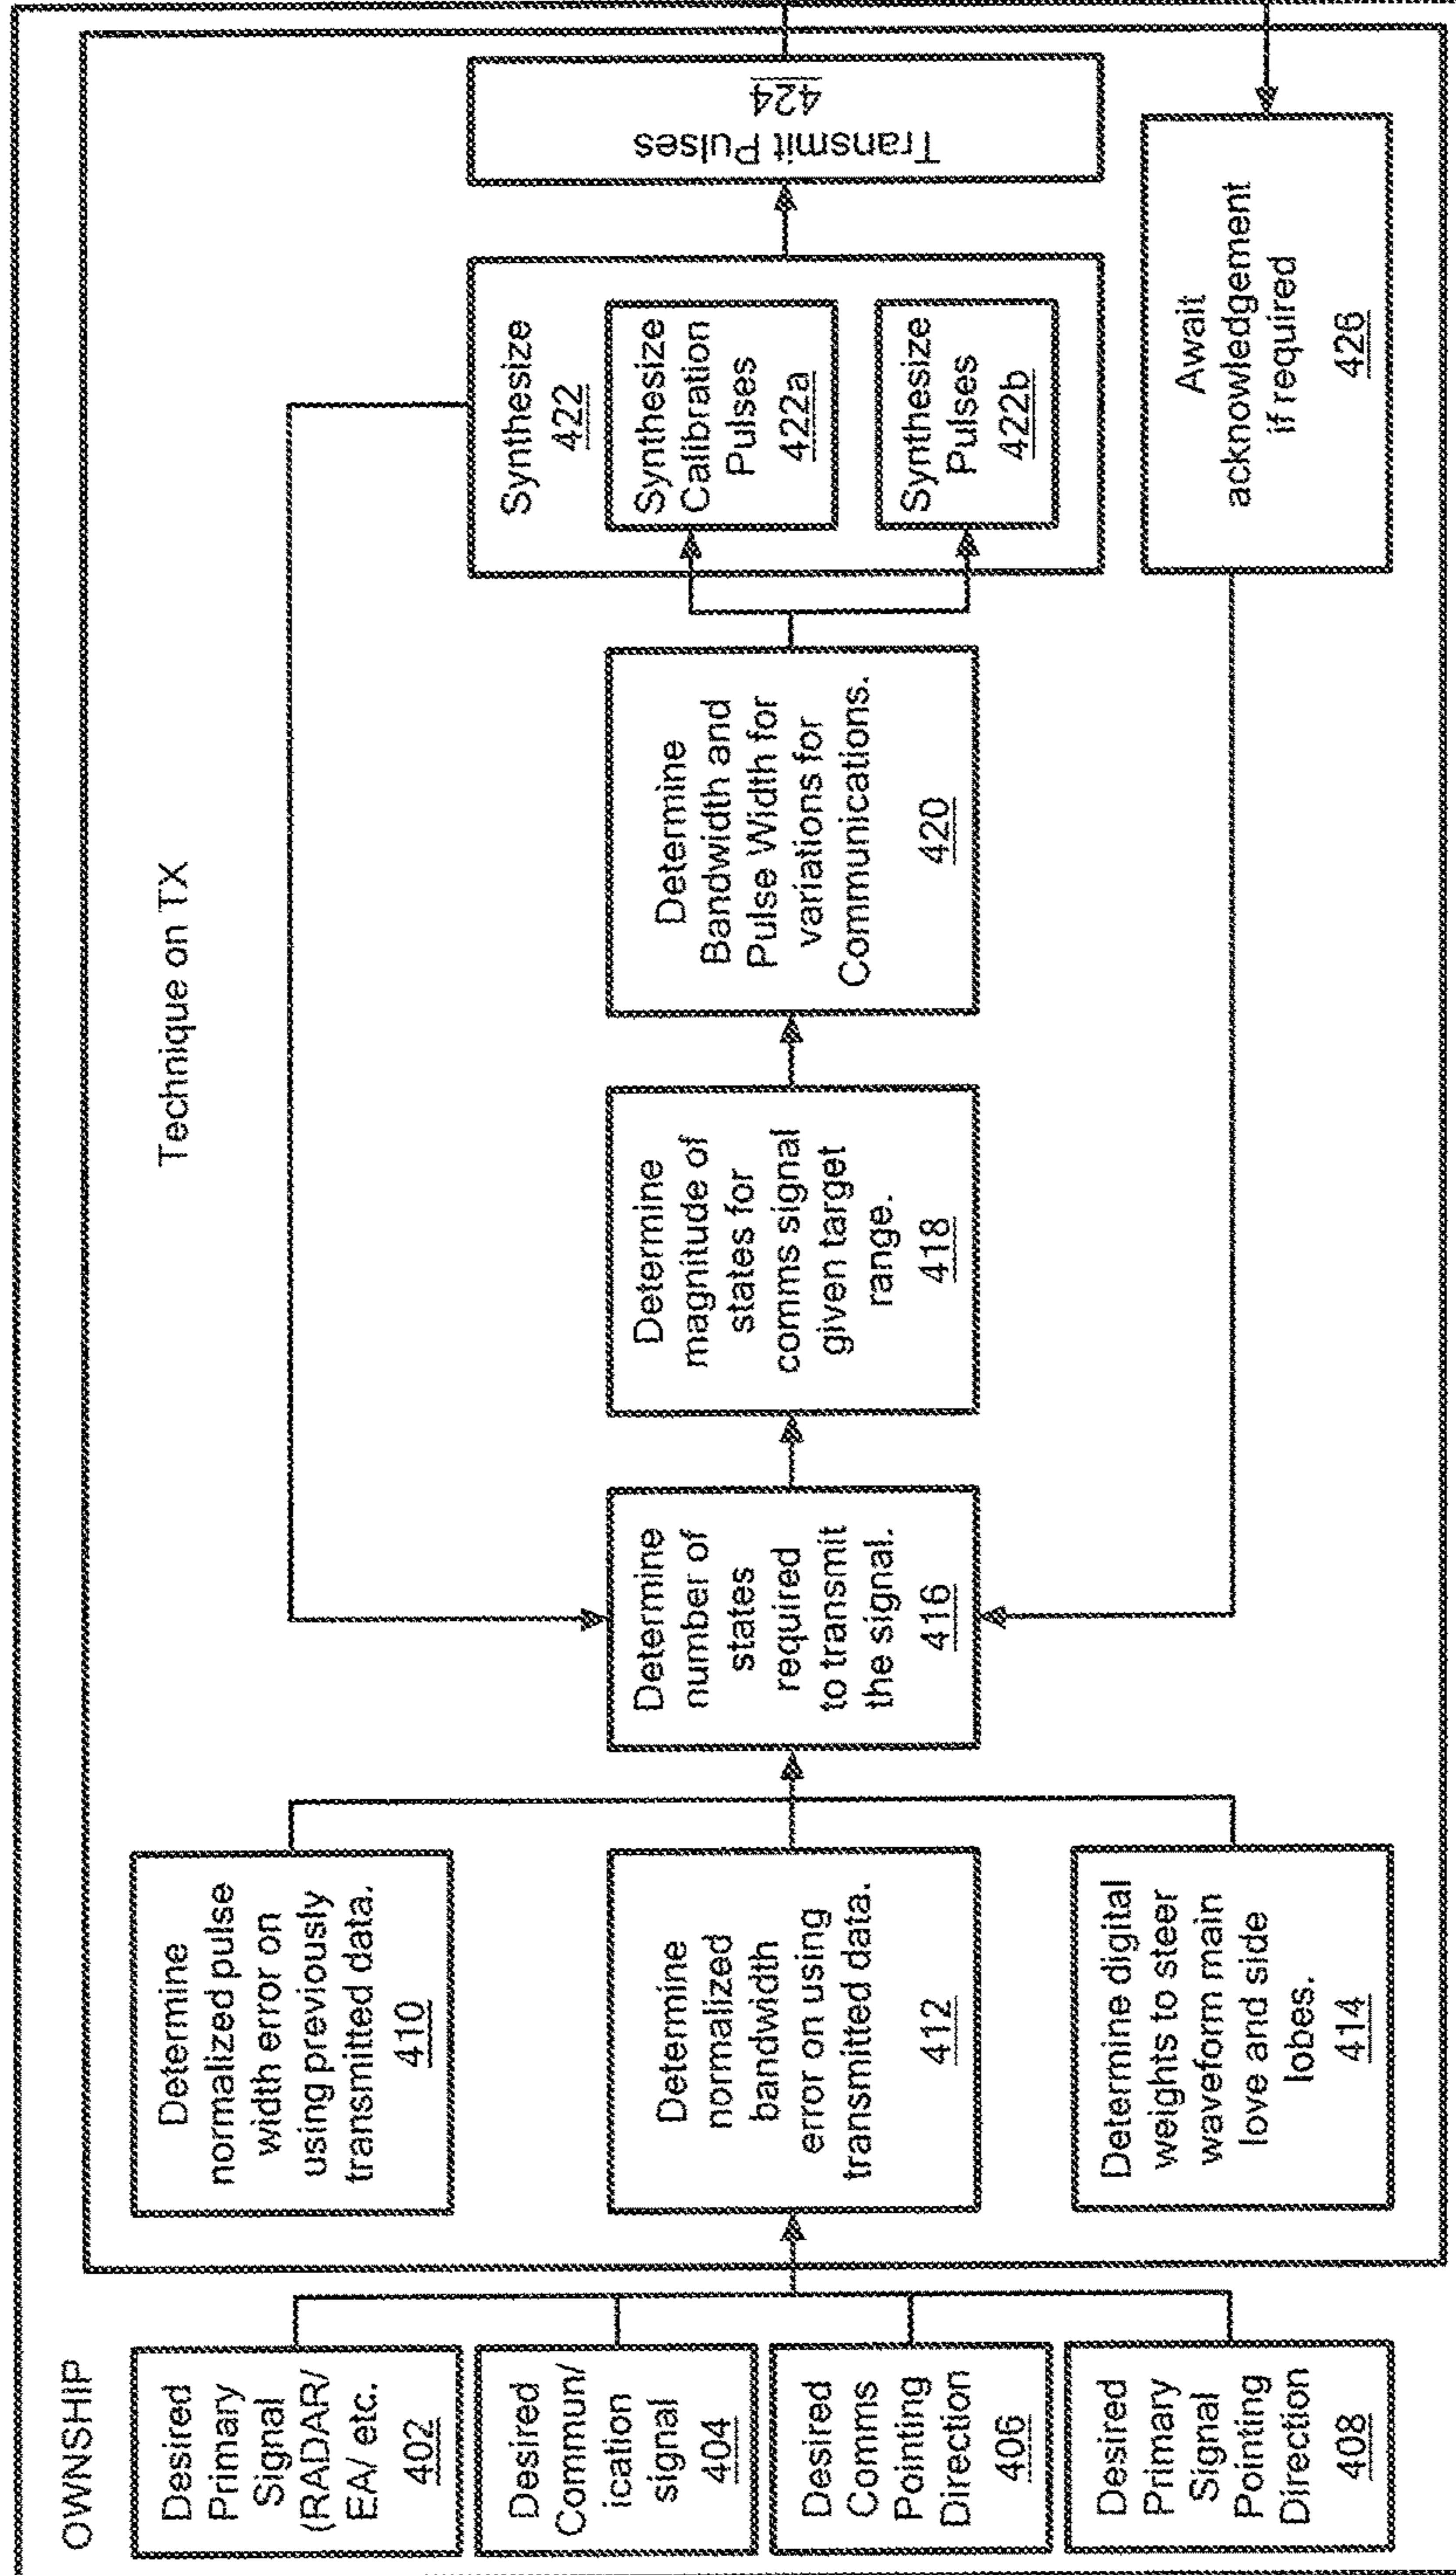 OWNSHIP
Technique on TX
Desired
Primary
Signal
(RADAR/
EA/ etc.
402
Desired
Commun/
ication
signal
404
Desired
Comms
Pointing
Direction
406
Desired
Primary
Signal
Pointing
Direction
408
Determine
normalized pulse
width error on
using previously
transmitted data.
410
Determine
normalized
bandwidth
error on using
transmitted data.
412
Determine digital
weights to steer
waveform main
love and side
lobes.
414
Determine
number of
states
required
to transmit
the signal.
416
Determine
magnitude of
states for
comms signal
given target
range.
418
Determine
Bandwidth and
Pulse Width for
variations for
Communications.
420
Synthesize
422
Synthesize
Calibration
Pulses
422a
Synthesize
Pulses
422b
Transmit Pulses
424
Await
acknowledgement
if required
426